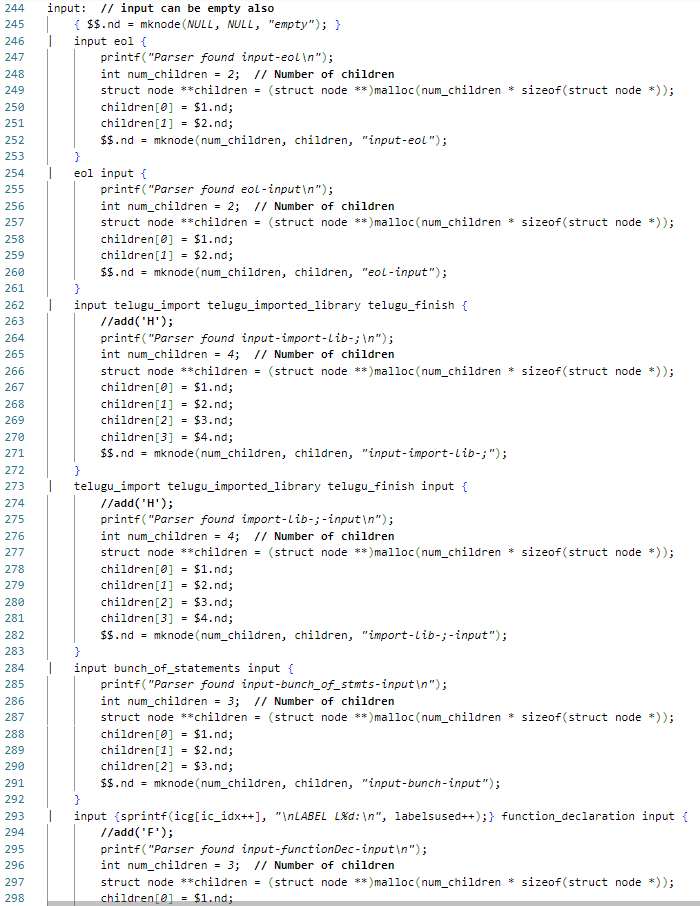 244 input:  // input can be empty also
245     { $$.nd = mknode(NULL, NULL, "empty"); }
246 |   input eol {
247         printf("Parser found input-eol\n");
248         int num_children = 2;  // Number of children
249         struct node **children = (struct node **)malloc(num_children * sizeof(struct node *));
250         children[0] = $1.nd;
251         children[1] = $2.nd;
252         $$.nd = mknode(num_children, children, "input-eol");
253     }
254 |   eol input {
255         printf("Parser found eol-input\n");
256         int num_children = 2;  // Number of children
257         struct node **children = (struct node **)malloc(num_children * sizeof(struct node *));
258         children[0] = $1.nd;
259         children[1] = $2.nd;
260         $$.nd = mknode(num_children, children, "eol-input");
261     }
262 |   input telugu_import telugu_imported_library telugu_finish {
263         //add('H');
264         printf("Parser found input-import-lib-;\n");
265         int num_children = 4;  // Number of children
266         struct node **children = (struct node **)malloc(num_children * sizeof(struct node *));
267         children[0] = $1.nd;
268         children[1] = $2.nd;
269         children[2] = $3.nd;
270         children[3] = $4.nd;
271         $$.nd = mknode(num_children, children, "input-import-lib-;");
272     }
273 |   telugu_import telugu_imported_library telugu_finish input {
274         //add('H');
275         printf("Parser found import-lib-;-input\n");
276         int num_children = 4;  // Number of children
277         struct node **children = (struct node **)malloc(num_children * sizeof(struct node *));
278         children[0] = $1.nd;
279         children[1] = $2.nd;
280         children[2] = $3.nd;
281         children[3] = $4.nd;
282         $$.nd = mknode(num_children, children, "import-lib-;-input");
283     }
284 |   input bunch_of_statements input {
285         printf("Parser found input-bunch_of_stmts-input\n");
286         int num_children = 3;  // Number of children
287         struct node **children = (struct node **)malloc(num_children * sizeof(struct node *));
288         children[0] = $1.nd;
289         children[1] = $2.nd;
290         children[2] = $3.nd;
291         $$.nd = mknode(num_children, children, "input-bunch-input");
292     }
293 |   input {sprintf(icg[ic_idx++], "\nLABEL L%d:\n", labelsused++);} function_declaration input {
294         //add('F');
295         printf("Parser found input-functionDec-input\n");
296         int num_children = 3;  // Number of children
297         struct node **children = (struct node **)malloc(num_children * sizeof(struct node *));
298         children[0] = $1.nd;